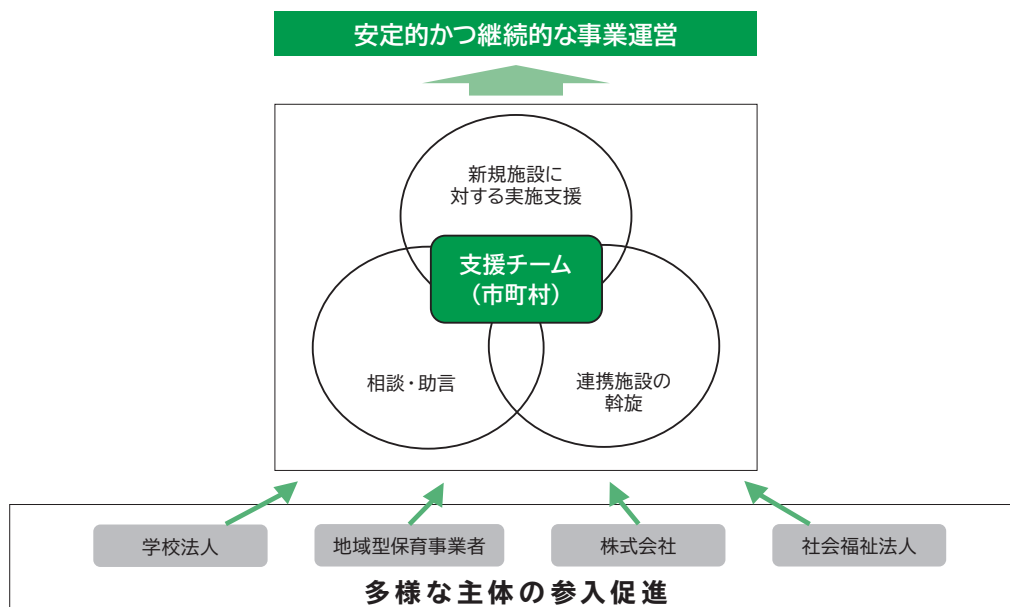 安定的かつ継続的な事業運営
新規施設に
対する実施支援
支援チーム
（市町村）
相談・助言
連携施設の
斡旋
学校法人
地域型保育事業者
株式会社
社会福祉法人
多様な主体の参入促進